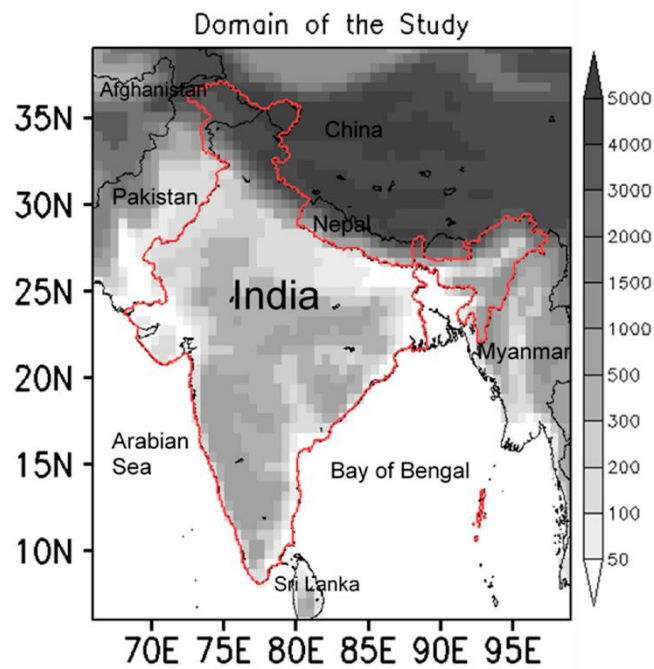 Domain of the Study
Afghanistan
China
Pakistan
Nepal
India
Myanmar
Arabian
Sea
Bay of Bengal
Sri Lanka
35N
30N
25N
20N
15N
10N
70E 75E 80E 85E 90E 95E
5000
4000
3000
2000
1500
1000
500
300
200
100
50